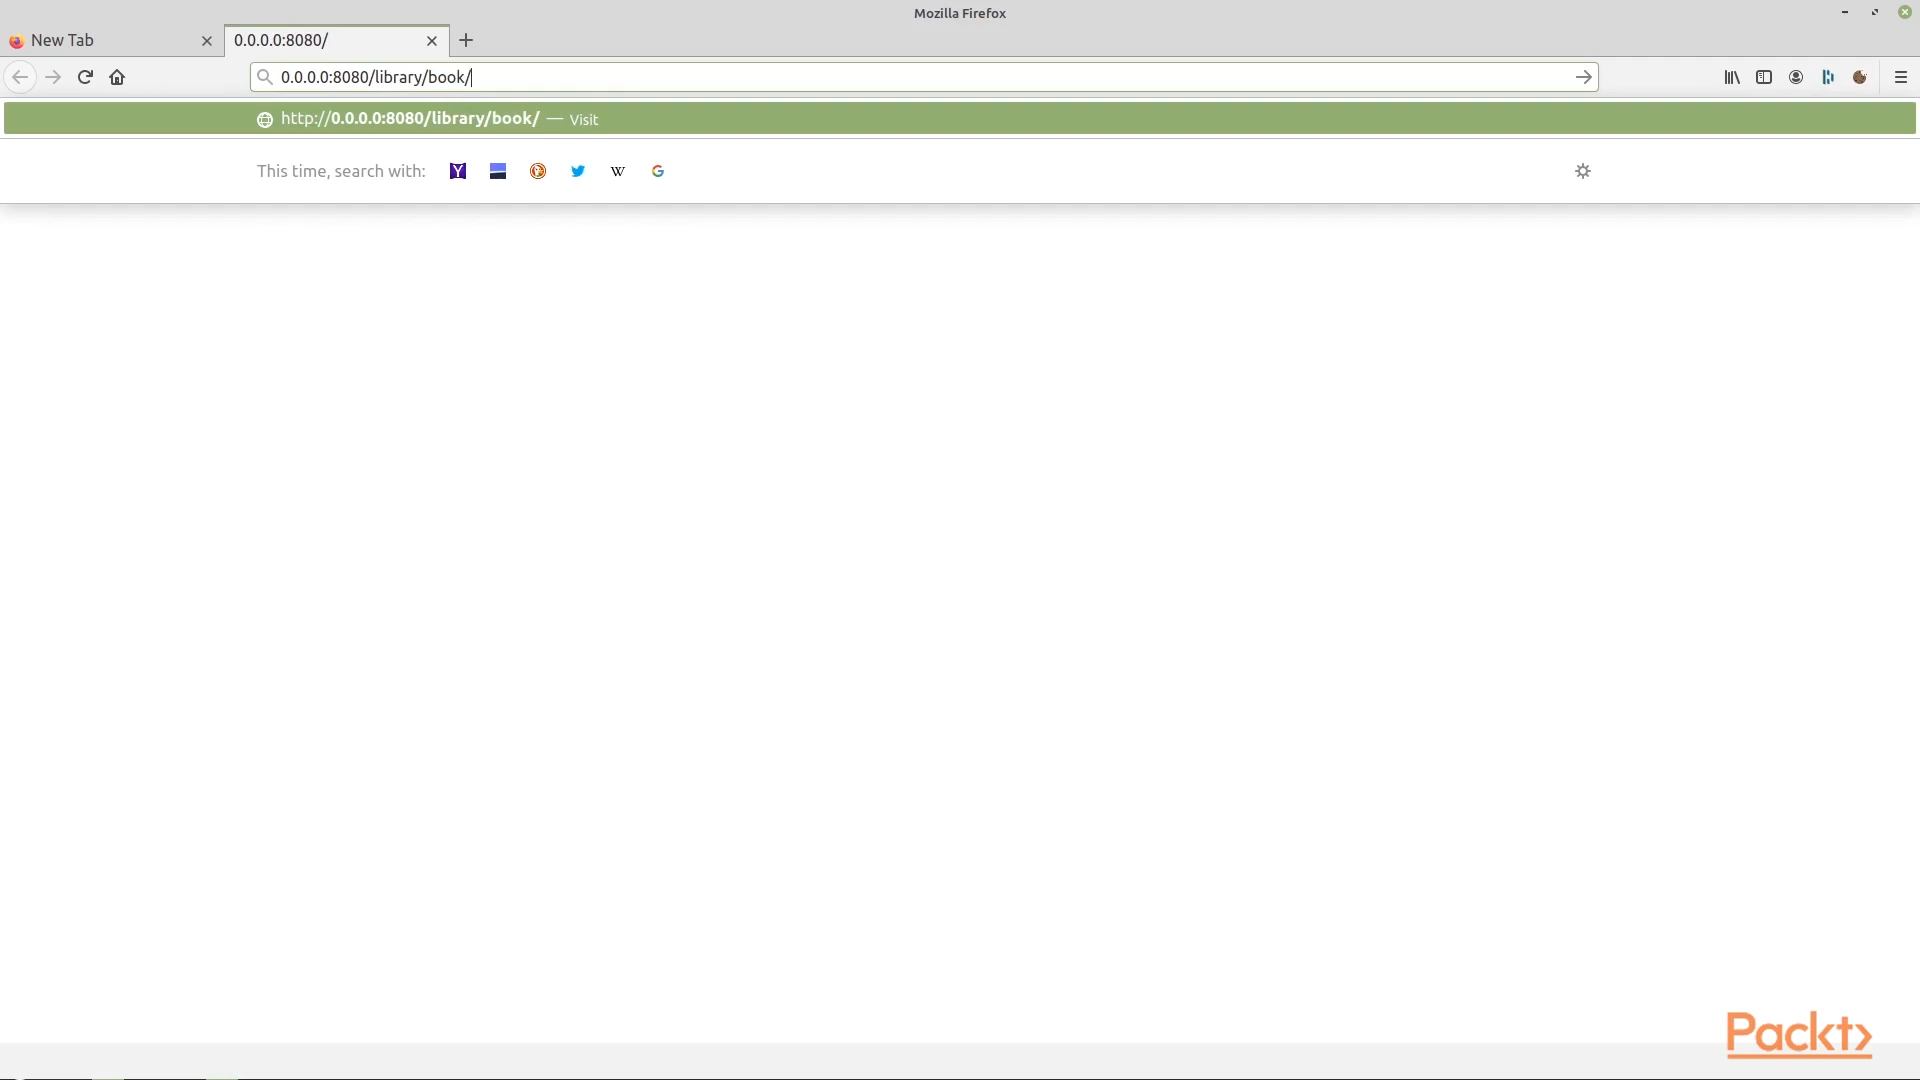 Mozilla Firefox
New Tab
0.0.0.0:8080/
0.0.0.0:8080/library/book/
http://0.0.0.0:8080/library/book/ — Visit
This time, search with:
Packt>